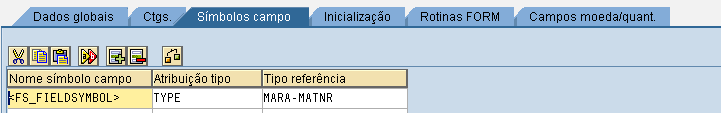 Dados globais Ctgs. Símbolos campo Inicialização Rotinas FORM Campos moeda/quant.
Nome símbolo campo Atribuição tipo Tipo referência
<FS_FIELDSYMBOL> TYPE MARA-MATNR